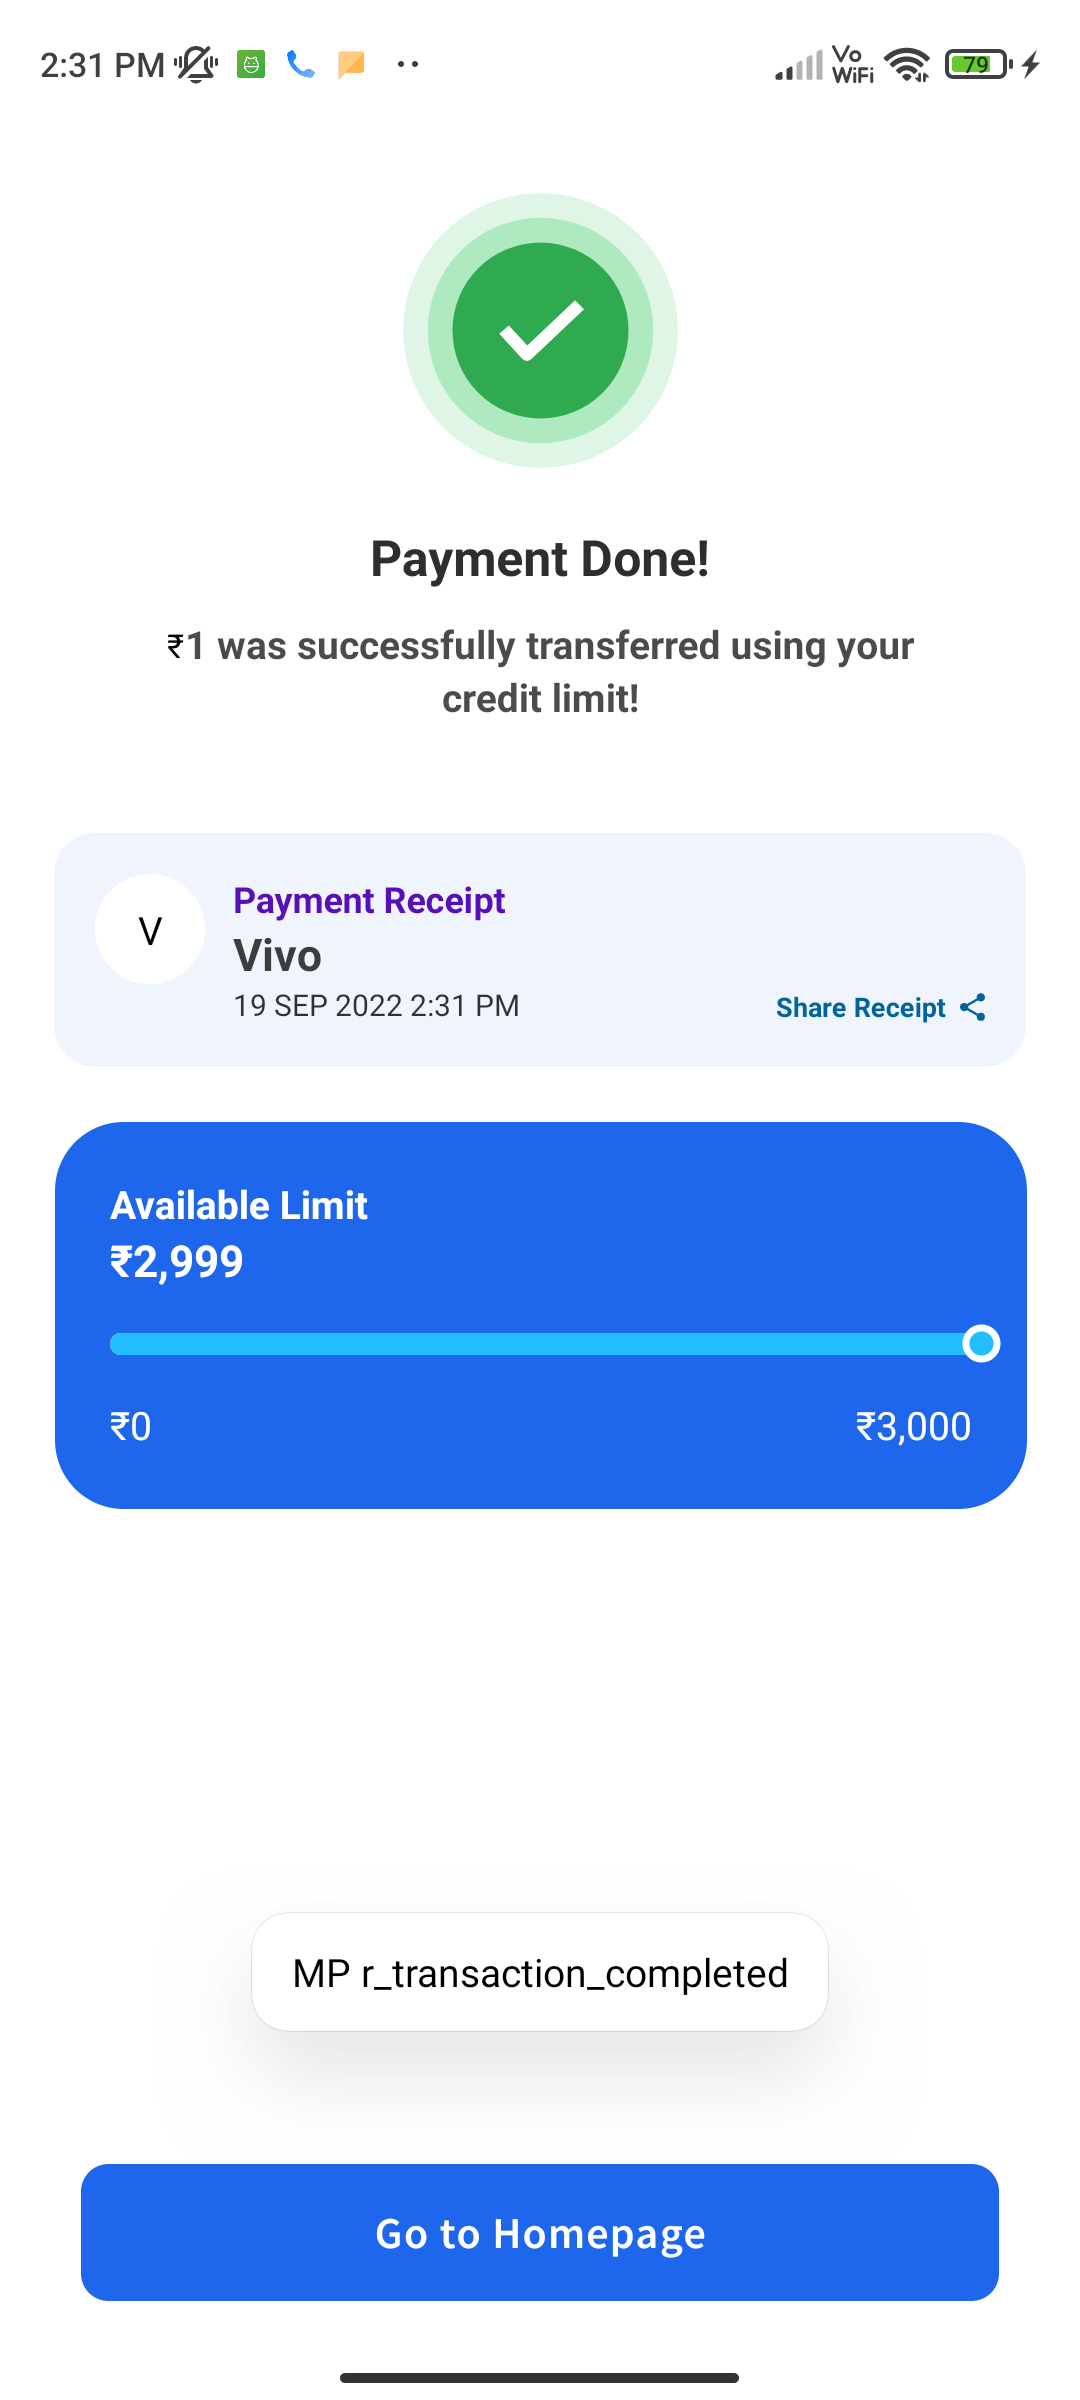 2:31 PM
Vo
WiFi
79
Payment Done!
₹1 was successfully transferred using your
credit limit!
V
Payment Receipt
Vivo
19 SEP 2022 2:31 PM
Share Receipt
Available Limit
₹2,999
₹0
₹3,000
MP r_transaction_completed
Go to Homepage